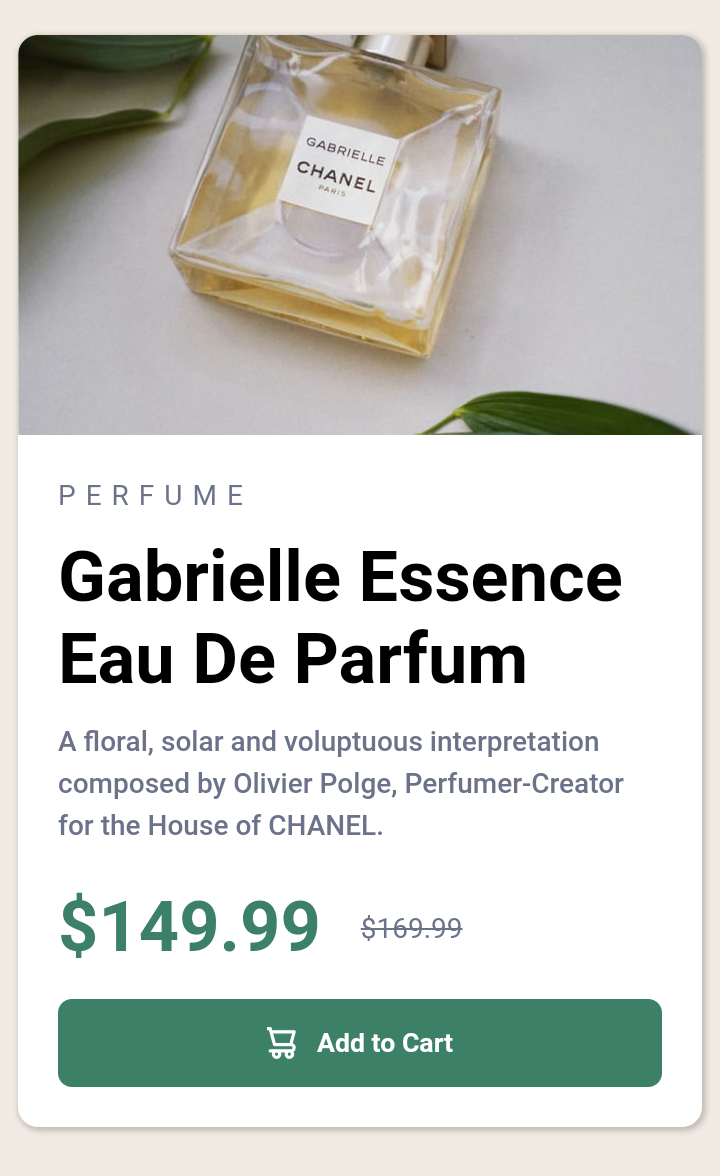 GABRIELLE
CHANEL
PARIS
PERFUME
Gabrielle Essence
Eau De Parfum
A floral, solar and voluptuous interpretation
composed by Olivier Polge, Perfumer-Creator
for the House of CHANEL.
$149.99 $169.99
Add to Cart